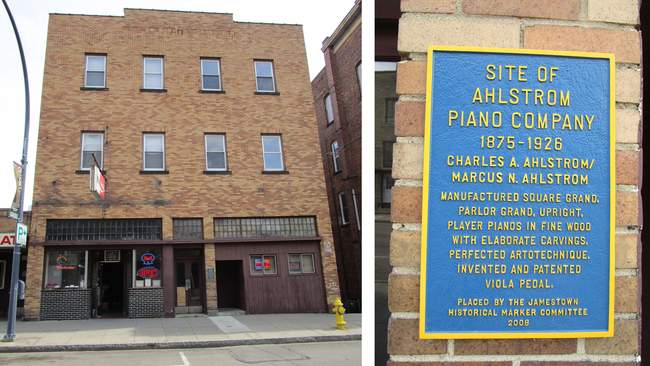 SITE OF
AHLSTROM
PIANO COMPANY
1875-1926
CHARLES A. AHLSTROM/
MARCUS N. AHLSTROM
MANUFACTURED SQUARE GRAND,
PARLOR GRAND, UPRIGHT,
PLAYER PIANOS IN FINE WOOD
WITH ELABORATE CARVINGS.
PERFECTED ARTOTECHNIQUE.
INVENTED AND PATENTED
VIOLA PEDAL.
PLACED BY THE JAMESTOWN
HISTORICAL MARKER COMMITTEE
2008
P